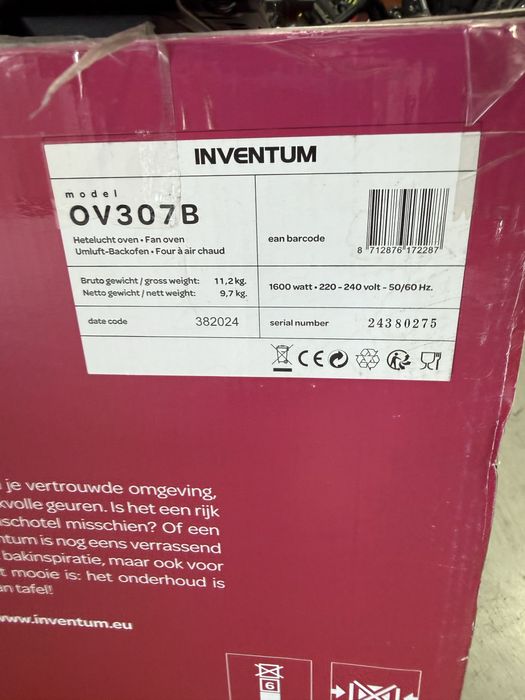 INVENTUM
model
OV307B
Hetelucht oven • Fan oven
Umluft-Backofen • Four à air chaud
ean barcode
8 712876 172287
Bruto gewicht / gross weight: 11,2 kg.
Netto gewicht / nett weight: 9,7 kg.
1600 watt • 220 - 240 volt - 50/60 Hz.
date code 382024
serial number 24380275
CE
je vertrouwde omgeving,
kvolle geuren. Is het een rijk
nschotel misschien? Of een
ntum is nog eens verrassend
bakinspiratie, maar ook voor
t mooie is: het onderhoud is
an tafel!
www.inventum.eu
6